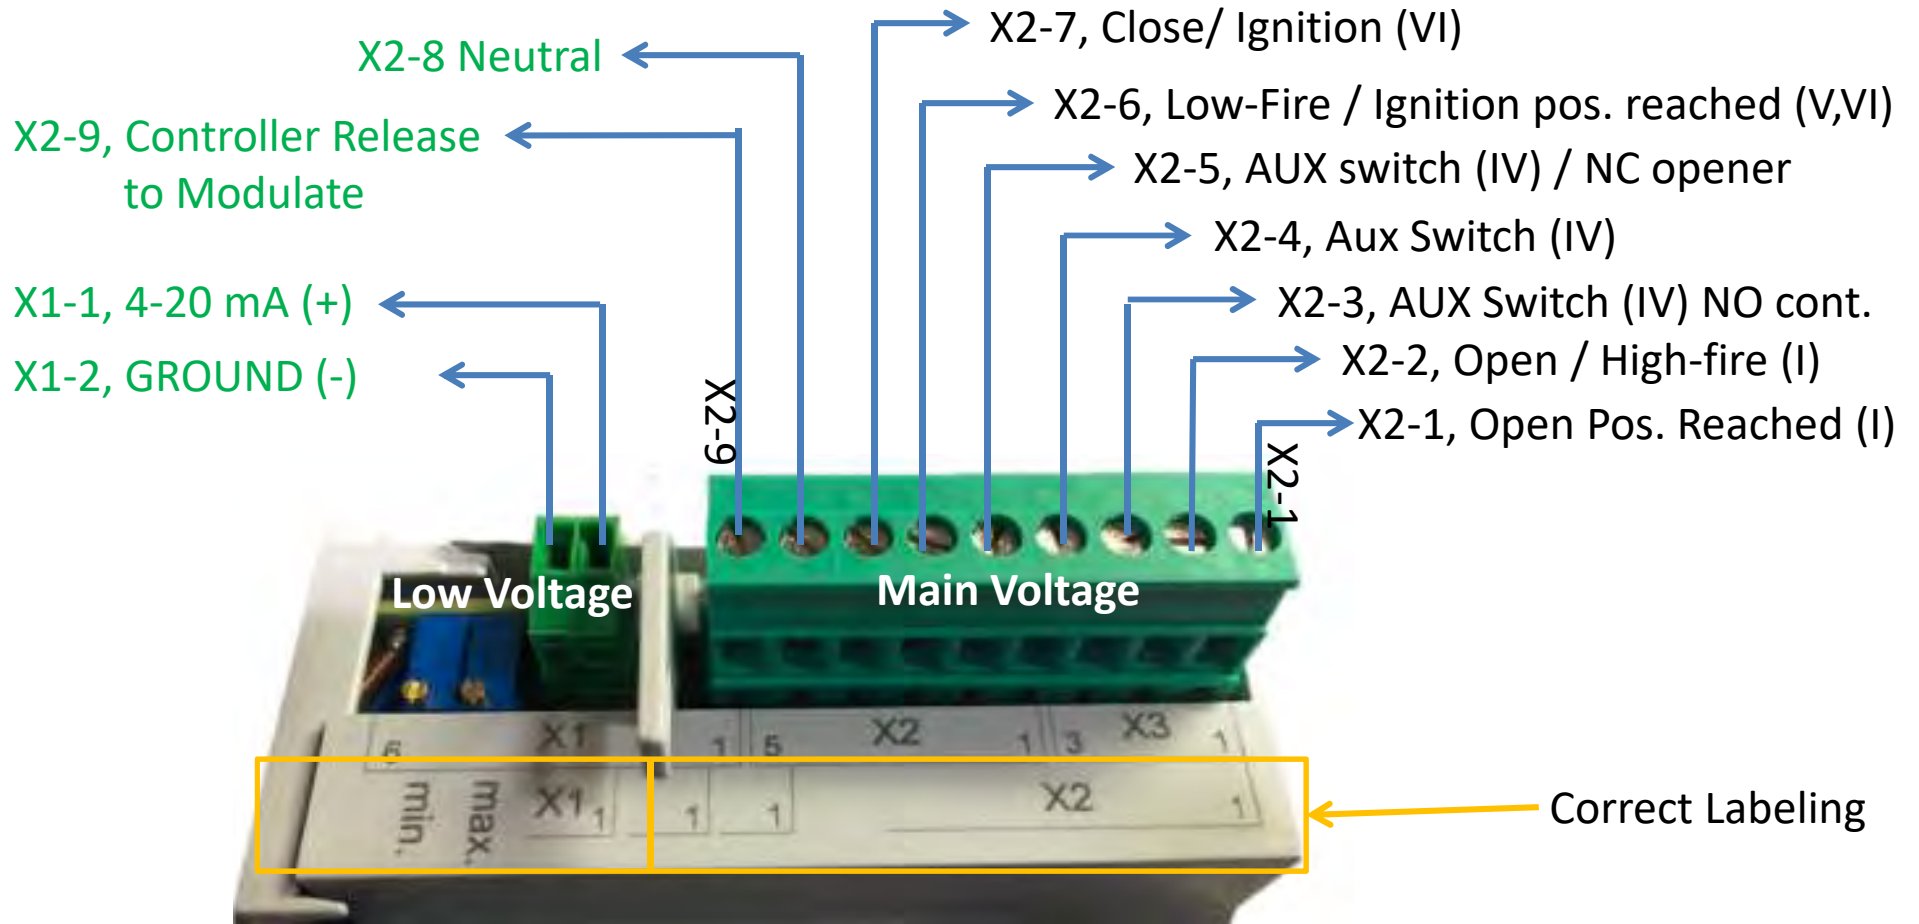 X2-7, Close/ Ignition (VI)
X2-8 Neutral
X2-6, Low-Fire / Ignition pos. reached (V,VI)
X2-9, Controller Release
to Modulate
X2-5, AUX switch (IV) / NC opener
X2-4, Aux Switch (IV)
X1-1, 4-20 mA (+)
X2-3, AUX Switch (IV) NO cont.
X1-2, GROUND (-)
X2-2, Open / High-fire (I)
X2-9
X2-1, Open Pos. Reached (I)
X2-1
Low Voltage
Main Voltage
6 X1 1 5 X2 1 3 X3 1
min. max. X1 1 1 1 X2 1
Correct Labeling